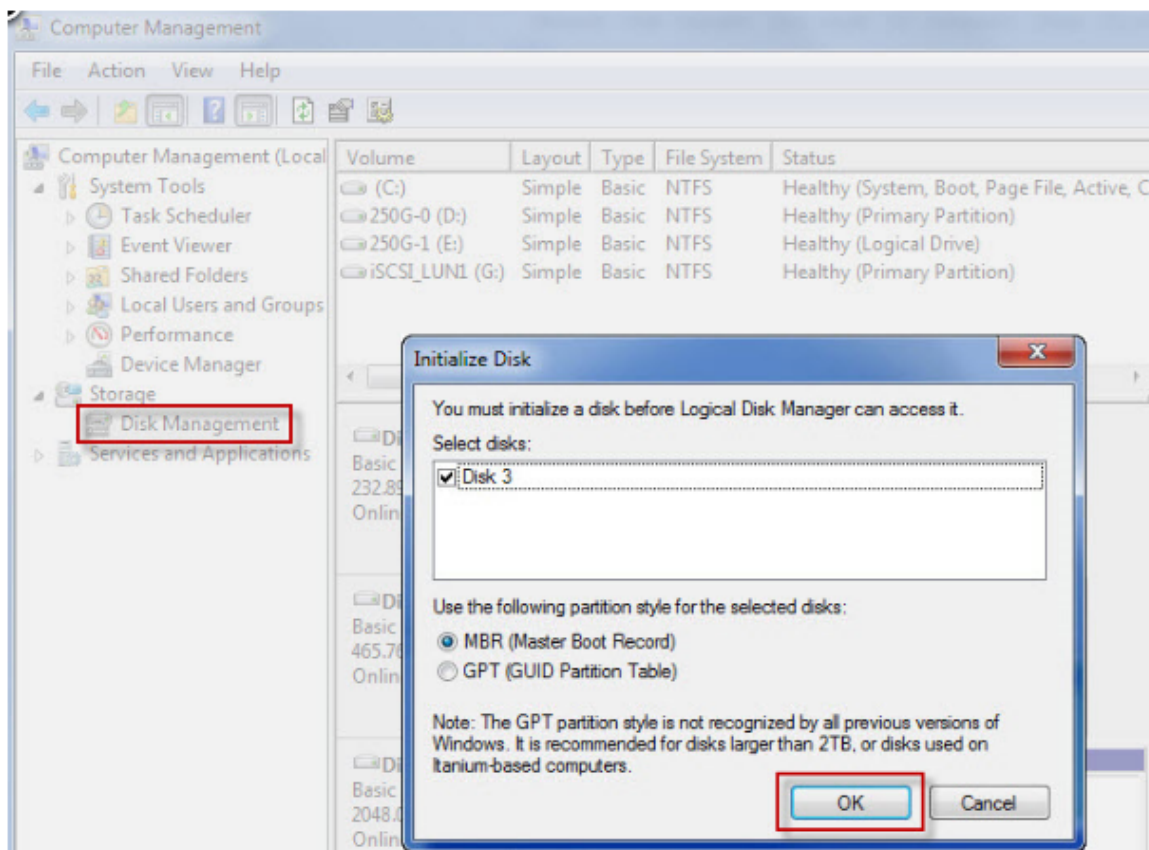 Computer Management
File Action View Help
Computer Management (Local
System Tools
Task Scheduler
Event Viewer
Shared Folders
Local Users and Groups
Performance
Device Manager
Storage
Disk Management
Services and Applications
Volume Layout Type File System Status
(C:) Simple Basic NTFS Healthy (System, Boot, Page File, Active, C
250G-0 (D:) Simple Basic NTFS Healthy (Primary Partition)
250G-1 (E:) Simple Basic NTFS Healthy (Logical Drive)
iSCSI_LUN1 (G:) Simple Basic NTFS Healthy (Primary Partition)
Di
Basic
232.89
Onlin
Di
Basic
465.76
Onlin
Di
Basic
2048.0
Onlin
Initialize Disk
You must initialize a disk before Logical Disk Manager can access it.
Select disks:
Disk 3
Use the following partition style for the selected disks:
MBR (Master Boot Record)
GPT (GUID Partition Table)
Note: The GPT partition style is not recognized by all previous versions of
Windows. It is recommended for disks larger than 2TB, or disks used on
Itanium-based computers.
OK Cancel